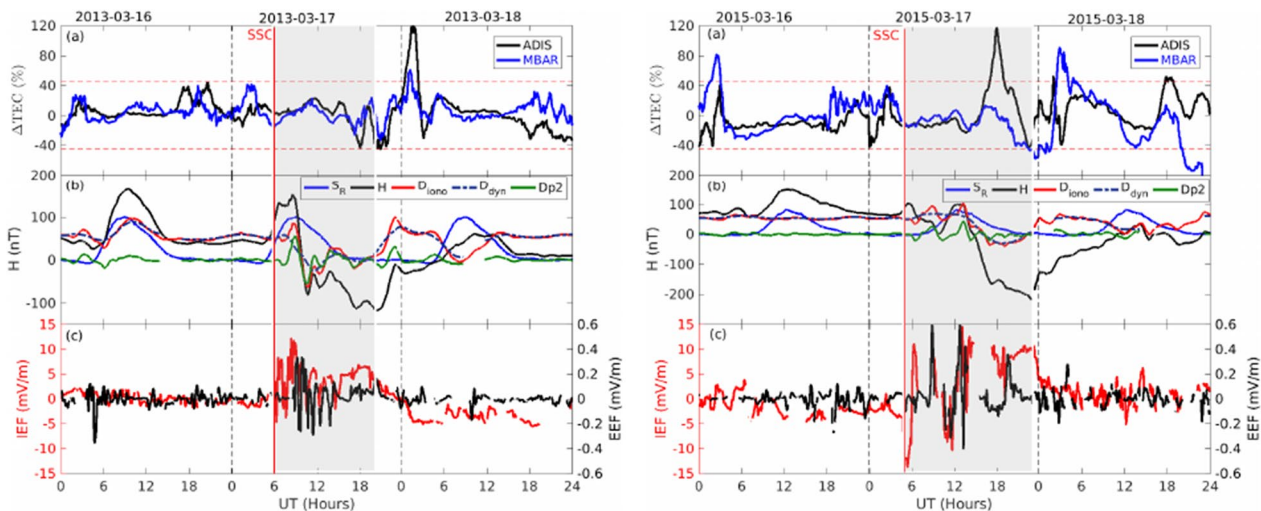 2013-03-16 2013-03-17 2013-03-18
120
80
40
0
-40
ΔTEC (%)
(a)
SSC
ADIS
MBAR
200
100
0
-100
H (nT)
(b)
S_R H D_iono D_dyn Dp2
15
10
5
0
-5
-10
-15
IEF (mV/m)
(c)
0.6
0.4
0.2
0
-0.2
-0.4
-0.6
EEF (mV/m)
0 6 12 18 0 6 12 18 0 6 12 18 24
UT (Hours)
2015-03-16 2015-03-17 2015-03-18
120
80
40
0
-40
ΔTEC (%)
(a)
SSC
ADIS
MBAR
200
100
0
-100
-200
H (nT)
(b)
S_R H D_iono D_dyn Dp2
15
10
5
0
-5
-10
-15
IEF (mV/m)
(c)
0.6
0.4
0.2
0
-0.2
-0.4
-0.6
EEF (mV/m)
0 6 12 18 0 6 12 18 0 6 12 18 24
UT (Hours)